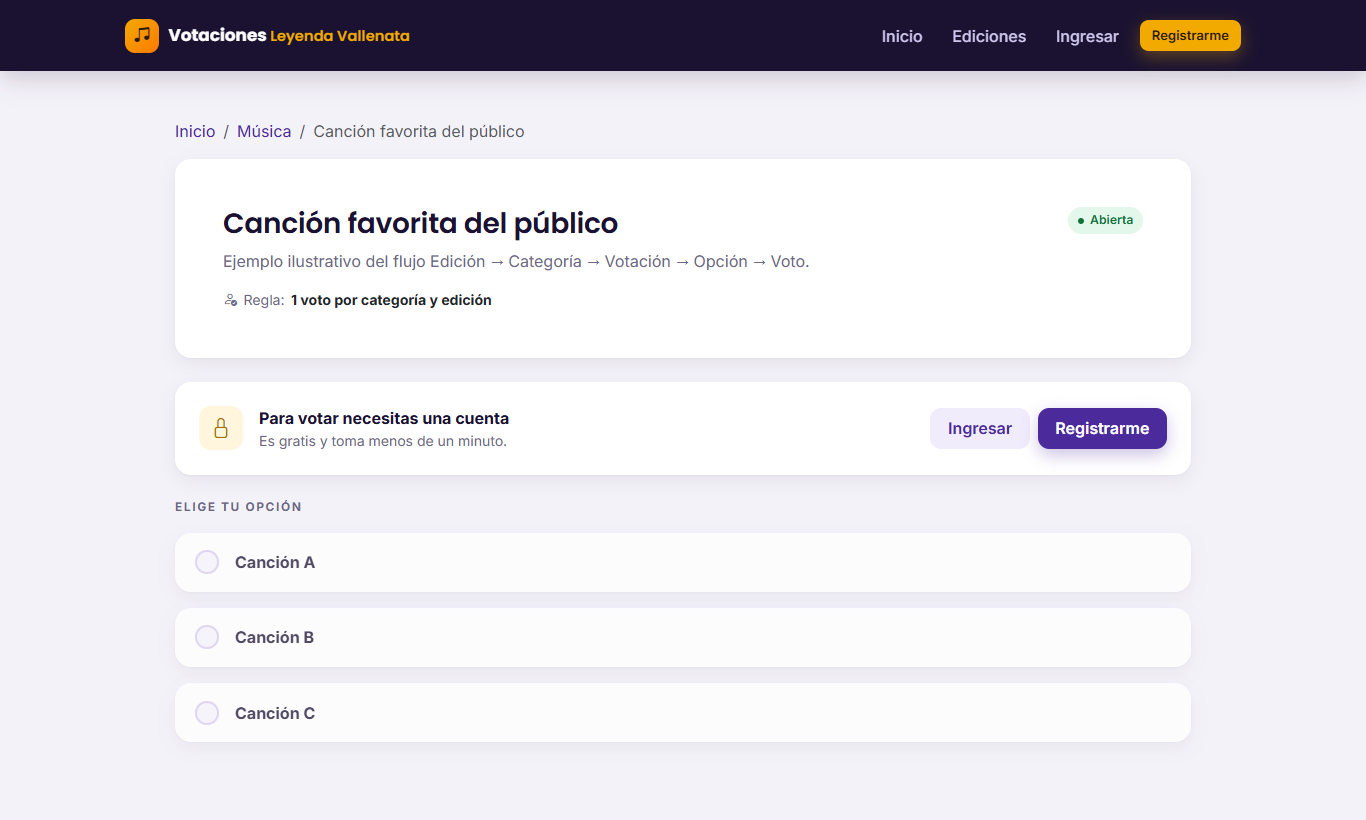 Votaciones Leyenda Vallenata
Inicio Ediciones Ingresar Registrarme
Inicio / Música / Canción favorita del público
Canción favorita del público
Abierta
Ejemplo ilustrativo del flujo Edición → Categoría → Votación → Opción → Voto.
Regla: 1 voto por categoría y edición
Para votar necesitas una cuenta
Es gratis y toma menos de un minuto.
Ingresar Registrarme
ELIGE TU OPCIÓN
Canción A
Canción B
Canción C